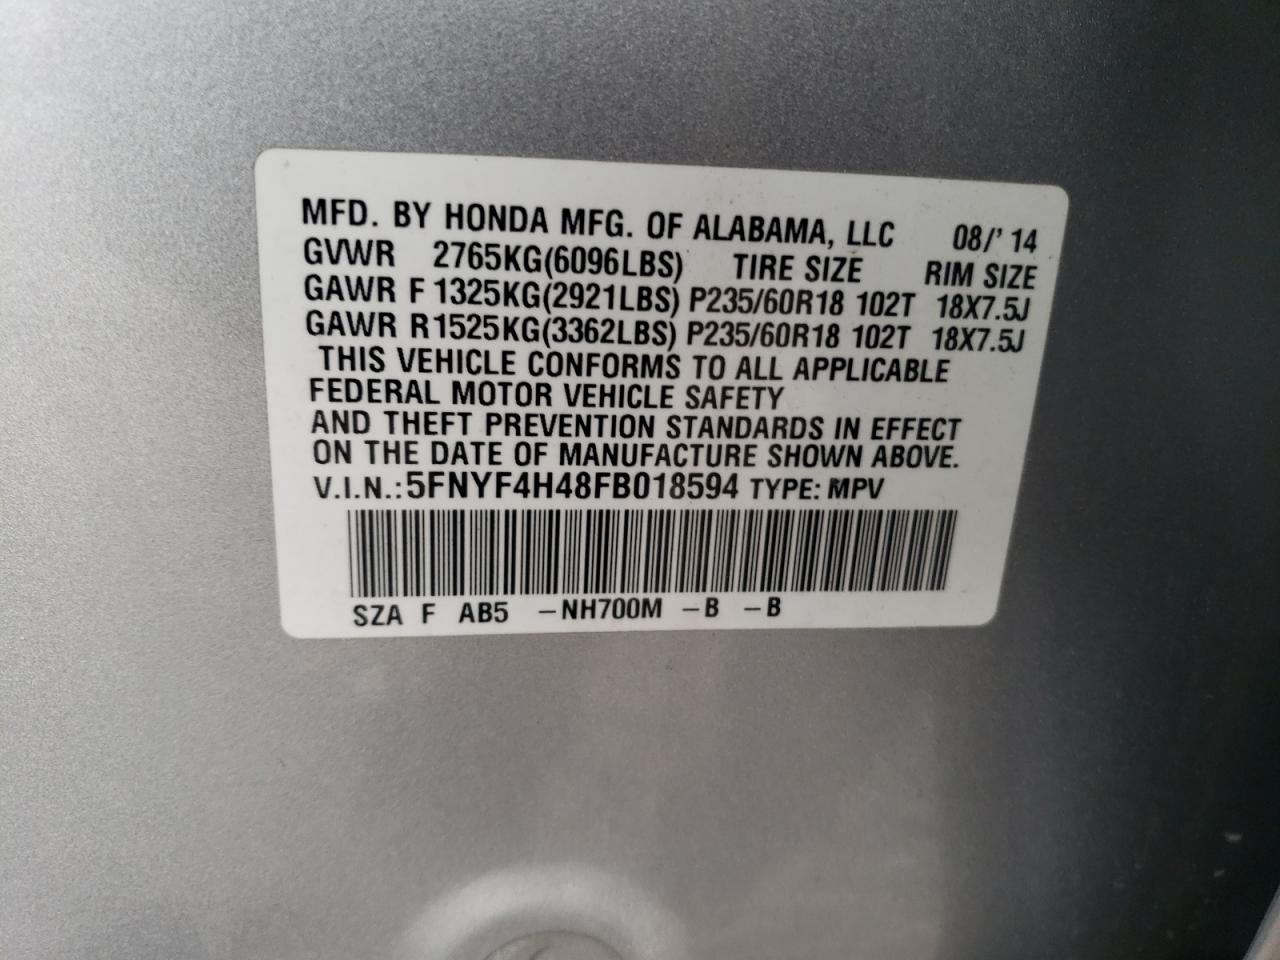 MFD. BY HONDA MFG. OF ALABAMA, LLC 08/' 14
GVWR 2765KG(6096LBS) TIRE SIZE RIM SIZE
GAWR F 1325KG(2921LBS) P235/60R18 102T 18X7.5J
GAWR R1525KG(3362LBS) P235/60R18 102T 18X7.5J
THIS VEHICLE CONFORMS TO ALL APPLICABLE
FEDERAL MOTOR VEHICLE SAFETY
AND THEFT PREVENTION STANDARDS IN EFFECT
ON THE DATE OF MANUFACTURE SHOWN ABOVE.
V.I.N.:5FNYF4H48FB018594 TYPE: MPV
SZA F AB5 -NH700M -B -B